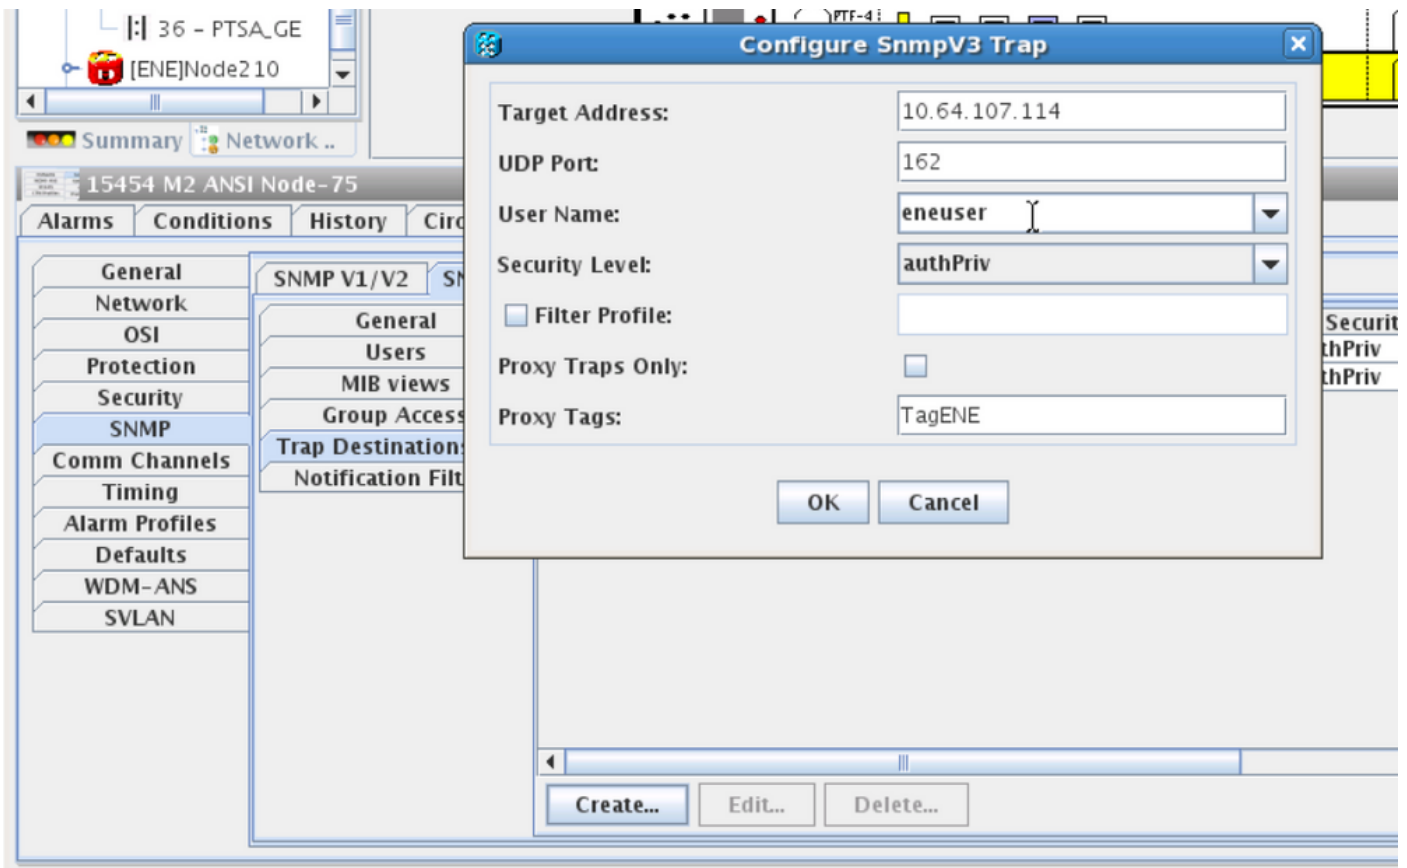 36 - PTSA_GE
[ENE]Node210
Summary
Network ..
PTF-4
15454 M2 ANSI Node-75
Alarms
Conditions
History
Circ
General
Network
OSI
Protection
Security
SNMP
Comm Channels
Timing
Alarm Profiles
Defaults
WDM-ANS
SVLAN
SNMP V1/V2
SN
General
Users
MIB views
Group Access
Trap Destination
Notification Filt
Configure SnmpV3 Trap
Target Address: 10.64.107.114
UDP Port: 162
User Name: eneuser
Security Level: authPriv
Filter Profile:
Proxy Traps Only:
Proxy Tags: TagENE
OK
Cancel
Securit
thPriv
thPriv
Create...
Edit...
Delete...